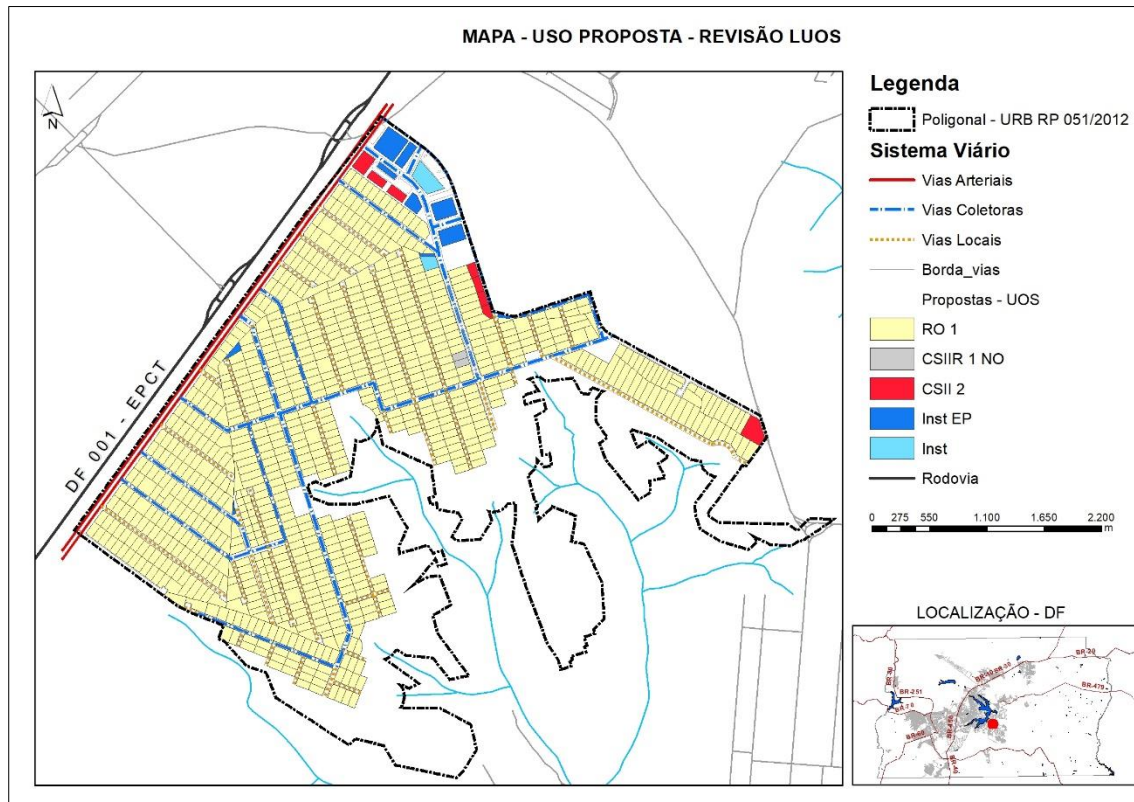 MAPA - USO PROPOSTA - REVISÃO LUOS
N
DF 001 - EPCT
Legenda
Poligonal - URB RP 051/2012
Sistema Viário
Vias Arteriais
Vias Coletoras
Vias Locais
Borda_vias
Propostas - UOS
RO 1
CSIIR 1 NO
CSII 2
Inst EP
Inst
Rodovia
0 275 550 1.100 1.650 2.200
m
LOCALIZAÇÃO - DF
BR-251